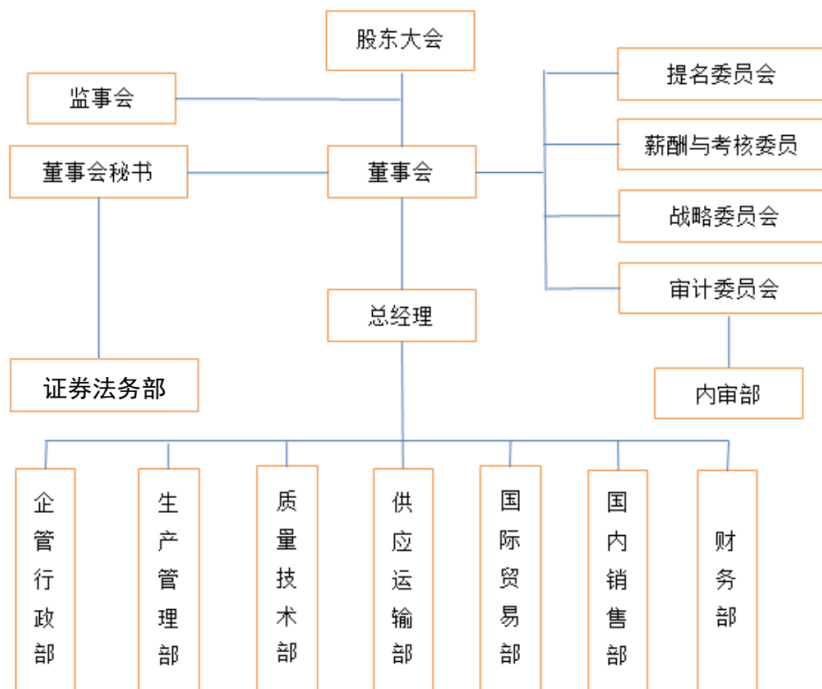 股东大会
监事会
提名委员会
薪酬与考核委员
董事会秘书
董事会
战略委员会
总经理
审计委员会
证券法务部
内审部
企管行政部
生产管理部
质量技术部
供应运输部
国际贸易部
国内销售部
财务部